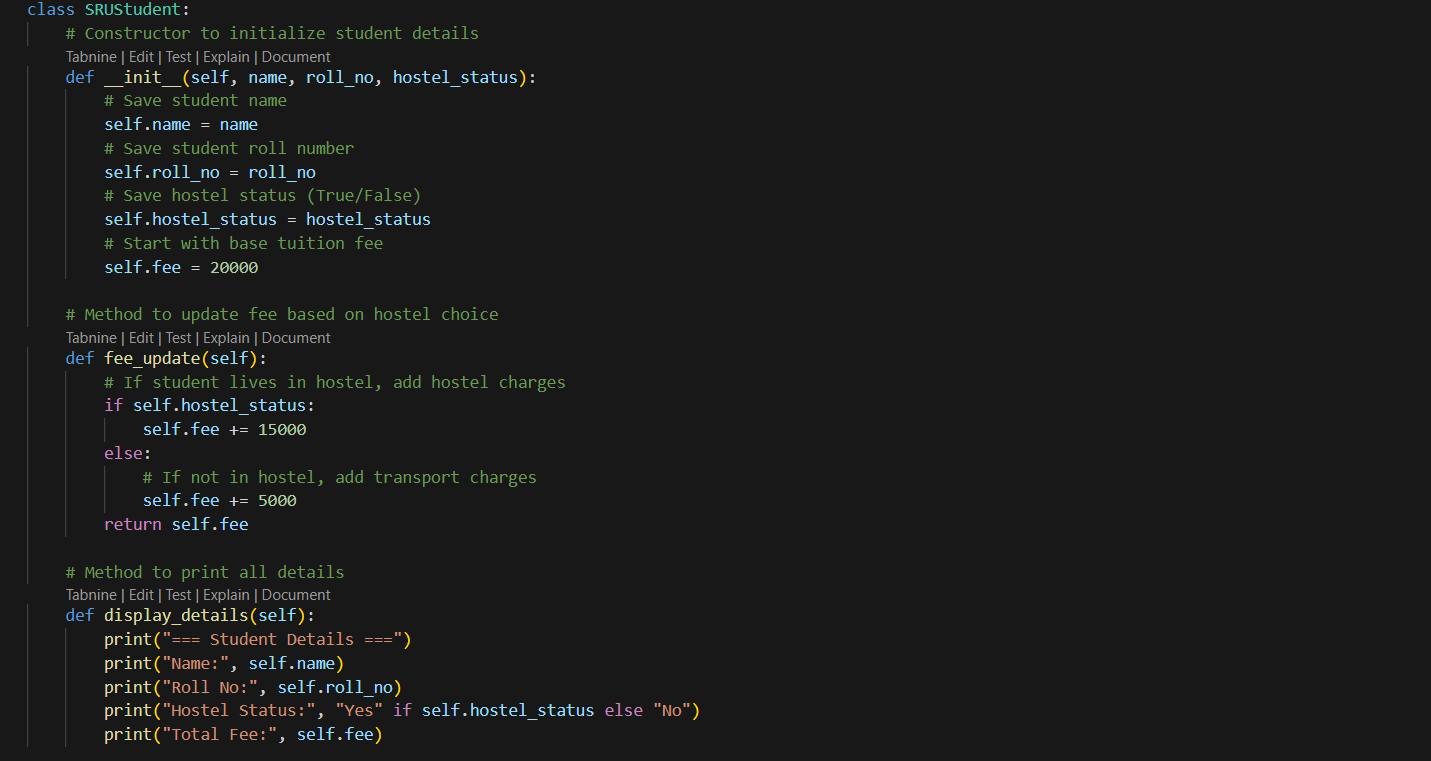 class SRUStudent:
# Constructor to initialize student details
Tabnine | Edit | Test | Explain | Document
def __init__(self, name, roll_no, hostel_status):
# Save student name
self.name = name
# Save student roll number
self.roll_no = roll_no
# Save hostel status (True/False)
self.hostel_status = hostel_status
# Start with base tuition fee
self.fee = 20000
# Method to update fee based on hostel choice
Tabnine | Edit | Test | Explain | Document
def fee_update(self):
# If student lives in hostel, add hostel charges
if self.hostel_status:
self.fee += 15000
else:
# If not in hostel, add transport charges
self.fee += 5000
return self.fee
# Method to print all details
Tabnine | Edit | Test | Explain | Document
def display_details(self):
print("=== Student Details ===")
print("Name:", self.name)
print("Roll No:", self.roll_no)
print("Hostel Status:", "Yes" if self.hostel_status else "No")
print("Total Fee:", self.fee)